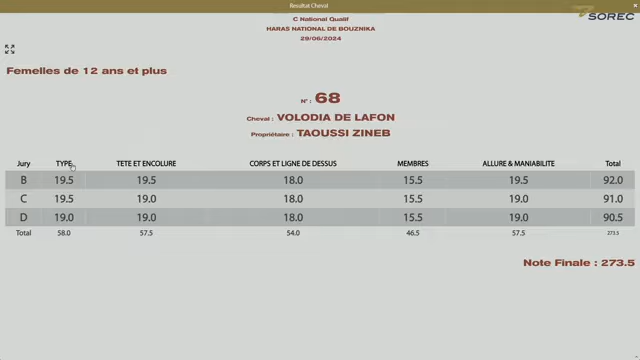 Resultat Cheval
SOREC
C National Qualif
HARAS NATIONAL DE BOUZNIKA
29/06/2024
Femelles de 12 ans et plus
N° : 68
Cheval : VOLODIA DE LAFON
Propriétaire : TAOUSSI ZINEB
Jury TYPE TETE ET ENCOLURE CORPS ET LIGNE DE DESSUS MEMBRES ALLURE & MANIABILITE Total
B 19.5 19.5 18.0 15.5 19.5 92.0
C 19.5 19.0 18.0 15.5 19.0 91.0
D 19.0 19.0 18.0 15.5 19.0 90.5
Total 58.0 57.5 54.0 46.5 57.5 273.5
Note Finale : 273.5